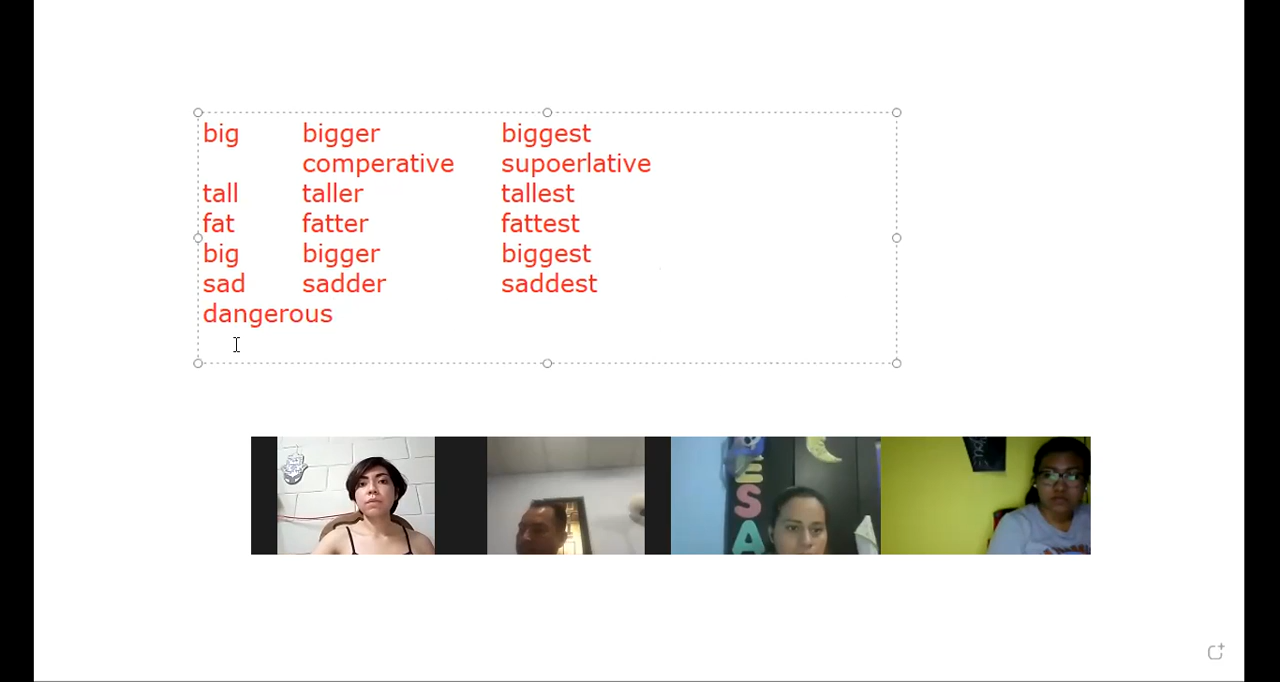 big bigger biggest
comperative supoerlative
tall taller tallest
fat fatter fattest
big bigger biggest
sad sadder saddest
dangerous
E
S
A